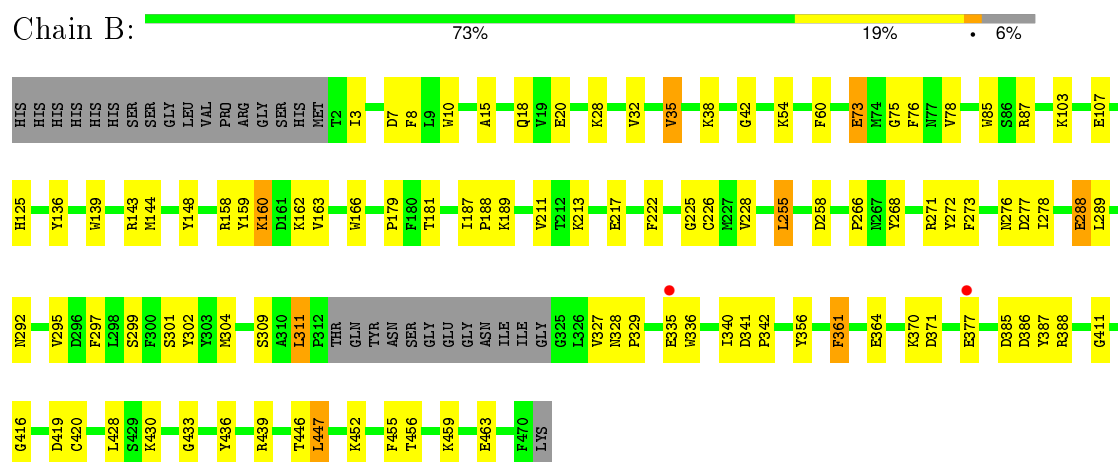 Chain B:
73% 19% • 6%
HIS HIS HIS HIS HIS HIS SER SER GLY LEU VAL PRO ARG GLY SER HIS MET T2 I3 D7 F8 L9 W10 A15 Q18 V19 E20 K28 V32 V35 K38 G42 K54 F60 E73 M74 G75 F76 N77 V78 W85 S86 R87 K103 E107
H125 Y136 W139 R143 M144 Y148 R158 Y159 K160 D161 K162 V163 W166 P179 F180 T181 I187 P188 K189 V211 T212 K213 E217 F222 G225 C226 M227 V228 L255 D258 P266 N267 Y268 R271 Y272 F273 N276 D277 I278 E288 L289
N292 V295 D296 F297 L298 S299 F300 S301 Y302 Y303 M304 S309 A310 L311 P312 THR GLN TYR ASN SER GLY GLU GLY ASN ILE ILE GLY G325 L326 V327 N328 P329 E335 W336 I340 D341 P342 Y356 F361 E364 K370 D371 E377 D385 D386 Y387 R388 G411
G416 D419 C420 L428 S429 K430 G433 Y436 R439 T446 L447 K452 F455 T456 K459 E463 F470 LYS